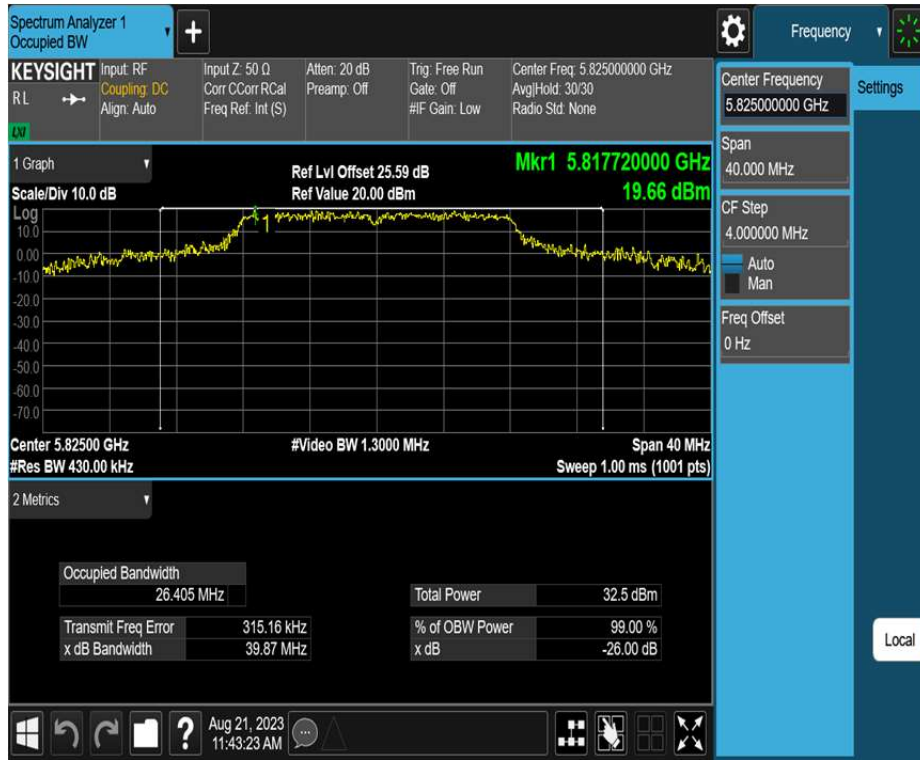 Spectrum Analyzer 1
Occupied BW
+
Frequency
KEYSIGHT
RL
LXI
Input: RF
Coupling: DC
Align: Auto
Input Z: 50 Ω
Corr CCorr RCal
Freq Ref: Int (S)
Atten: 20 dB
Preamp: Off
Trig: Free Run
Gate: Off
#IF Gain: Low
Center Freq: 5.825000000 GHz
Avg|Hold: 30/30
Radio Std: None
Center Frequency
5.825000000 GHz
Settings
Span
40.000 MHz
CF Step
4.000000 MHz
Auto
Man
Freq Offset
0 Hz
1 Graph
Scale/Div 10.0 dB
Ref Lvl Offset 25.59 dB
Ref Value 20.00 dBm
Mkr1 5.817720000 GHz
19.66 dBm
Log
10.0
0.00
-10.0
-20.0
-30.0
-40.0
-50.0
-60.0
-70.0
1
Center 5.82500 GHz
#Res BW 430.00 kHz
#Video BW 1.3000 MHz
Span 40 MHz
Sweep 1.00 ms (1001 pts)
2 Metrics
Occupied Bandwidth
26.405 MHz
Total Power 32.5 dBm
Transmit Freq Error 315.16 kHz
% of OBW Power 99.00 %
x dB Bandwidth 39.87 MHz
x dB -26.00 dB
Local
?
Aug 21, 2023
11:43:23 AM